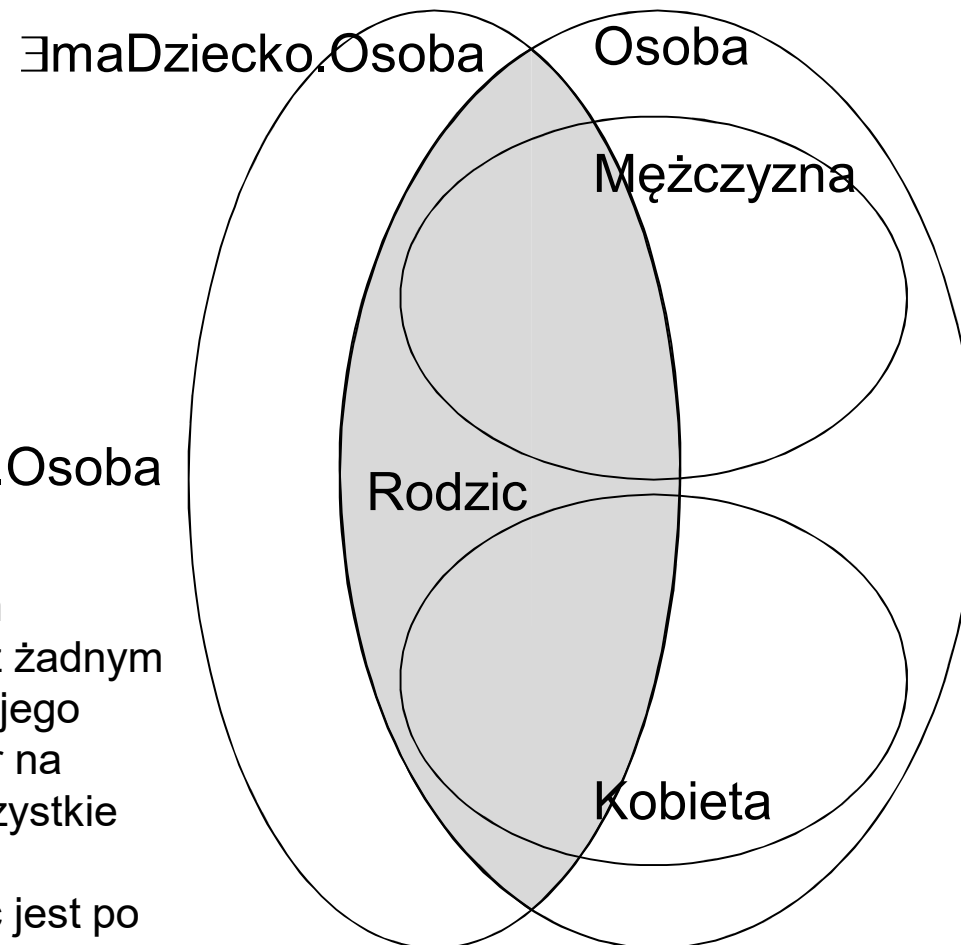 ∃maDziecko.Osoba
Osoba
Mężczyzna
.Osoba
Rodzic
żadnym
jego
na
jest po
Kobieta